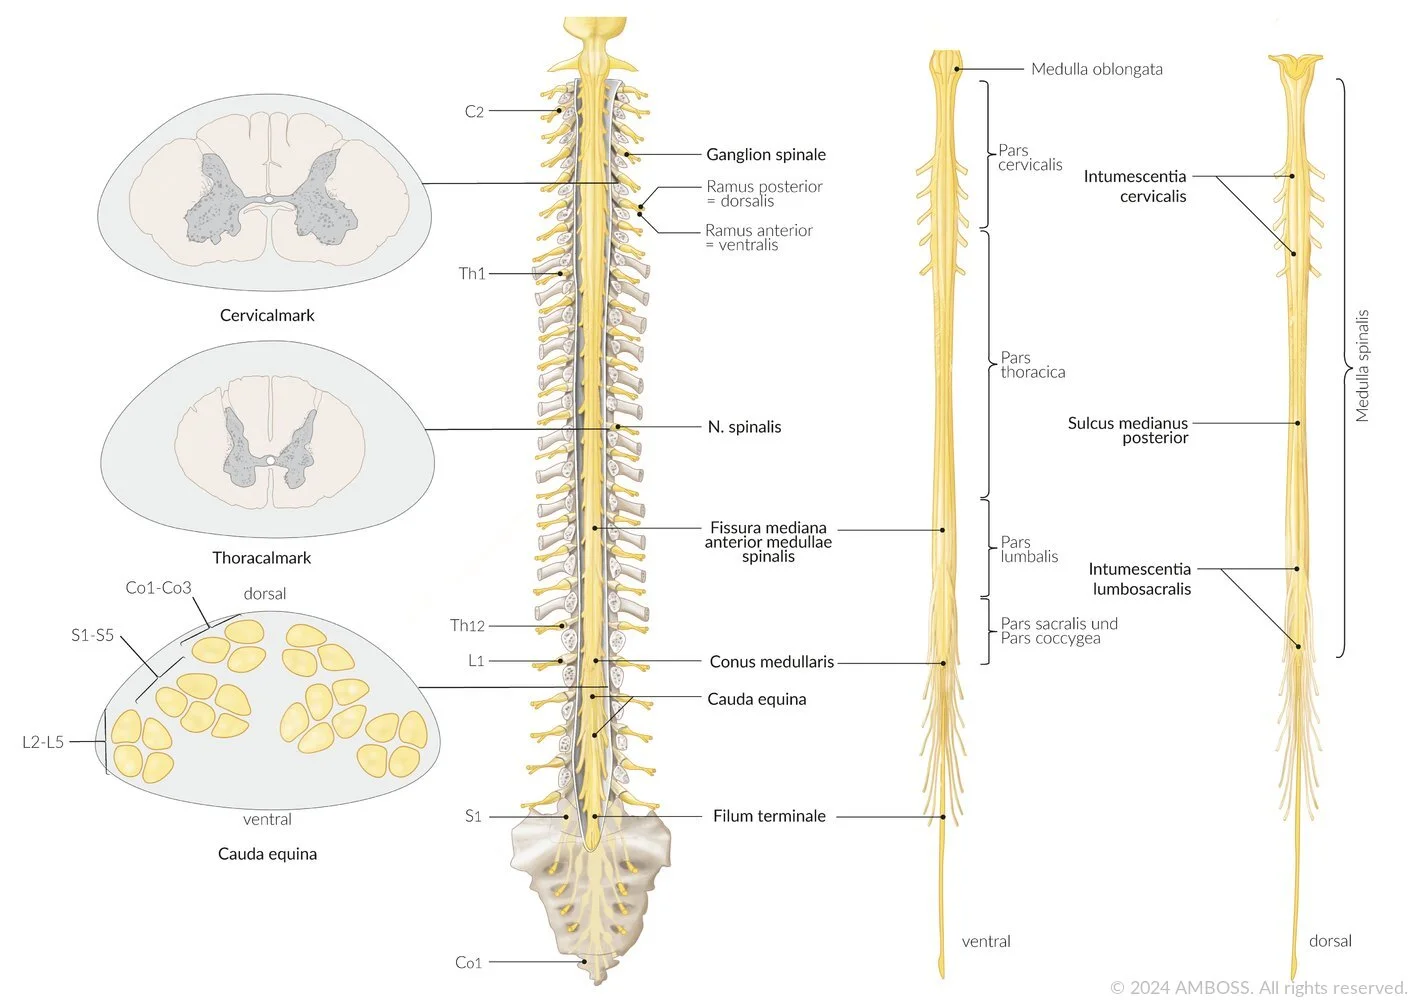 Cervicalmark
Thoracalmark
Co1-Co3
dorsal
S1-S5
L2-L5
ventral
Cauda equina
C2
Th1
Th12
L1
S1
Co1
Ganglion spinale
Ramus posterior
= dorsalis
Ramus anterior
= ventralis
N. spinalis
Fissura mediana
anterior medullae
spinalis
Conus medullaris
Cauda equina
Filum terminale
Medulla oblongata
Pars
cervicalis
Pars
thoracica
Pars
lumbalis
Pars sacralis und
Pars coccygea
ventral
Intumescentia
cervicalis
Sulcus medianus
posterior
Intumescentia
lumbosacralis
Medulla spinalis
dorsal
© 2024 AMBOSS. All rights reserved.